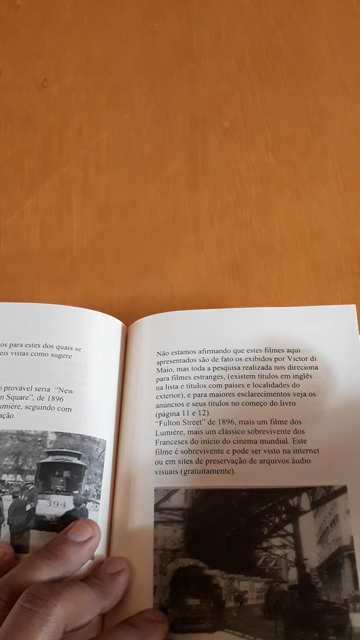 os para estes dos quais se
eis vistas como sugere
o provável seria "New
n Square", de 1896
umière, seguindo com
ação.
394
Não estamos afirmando que estes filmes aqui
apresentados são de fato os exibidos por Victor di
Maio, mas toda a pesquisa realizada nos direciona
para filmes estranges, (existem títulos em inglês
na lista e títulos com países e localidades do
exterior), e para maiores esclarecimentos veja os
anúncios e seus títulos no começo do livro
(página 11 e 12).
"Fulton Street" de 1896, mais um filme dos
Lumière, mais um clássico sobrevivente dos
Franceses do início do cinema mundial. Este
filme é sobrevivente e pode ser visto na internet
ou em sites de preservação de arquivos áudio
visuais (gratuitamente).